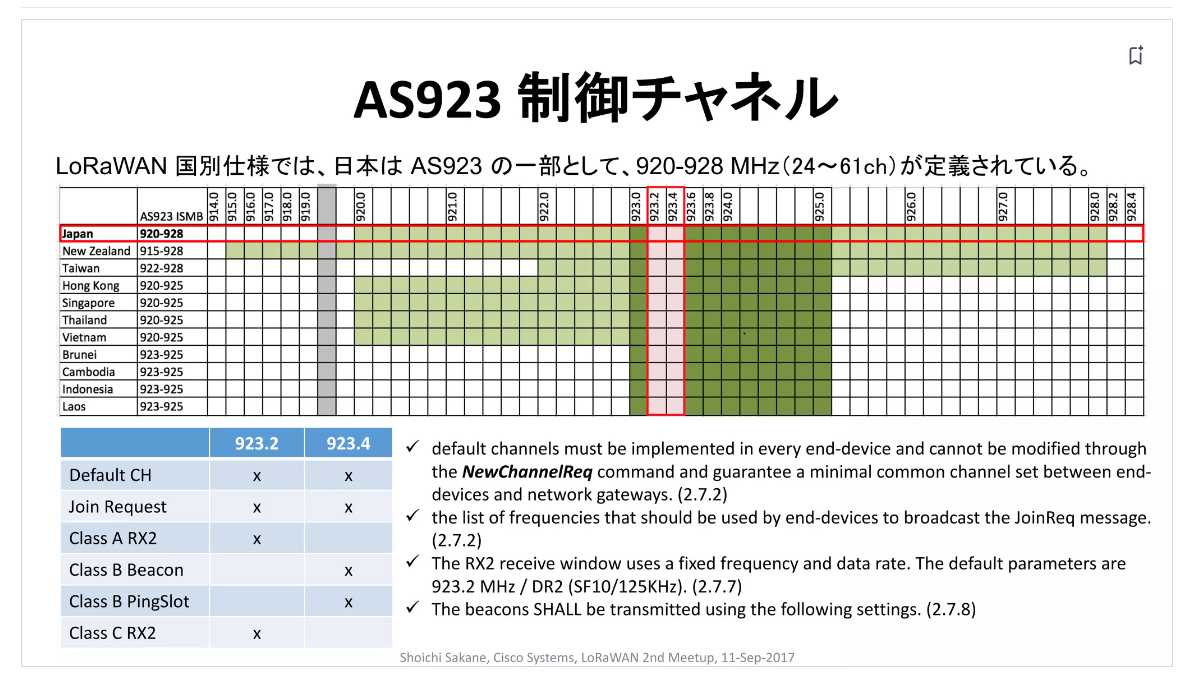 AS923 制御チャネル
LoRaWAN 国別仕様では、日本は AS923 の一部として、920-928 MHz（24～61ch）が定義されている。
AS923 ISMB 914.0 915.0 916.0 917.0 918.0 919.0 920.0 921.0 922.0 923.0 923.2 923.4 923.6 923.8 924.0 925.0 926.0 927.0 928.0 928.2 928.4
Japan 920-928
New Zealand 915-928
Taiwan 922-928
Hong Kong 920-925
Singapore 920-925
Thailand 920-925
Vietnam 920-925
Brunei 923-925
Cambodia 923-925
Indonesia 923-925
Laos 923-925
923.2 923.4
Default CH x x
Join Request x x
Class A RX2 x
Class B Beacon x
Class B PingSlot x
Class C RX2 x
✓ default channels must be implemented in every end-device and cannot be modified through
the NewChannelReq command and guarantee a minimal common channel set between end-
devices and network gateways. (2.7.2)
✓ the list of frequencies that should be used by end-devices to broadcast the JoinReq message.
(2.7.2)
✓ The RX2 receive window uses a fixed frequency and data rate. The default parameters are
923.2 MHz / DR2 (SF10/125KHz). (2.7.7)
✓ The beacons SHALL be transmitted using the following settings. (2.7.8)
Shoichi Sakane, Cisco Systems, LoRaWAN 2nd Meetup, 11-Sep-2017